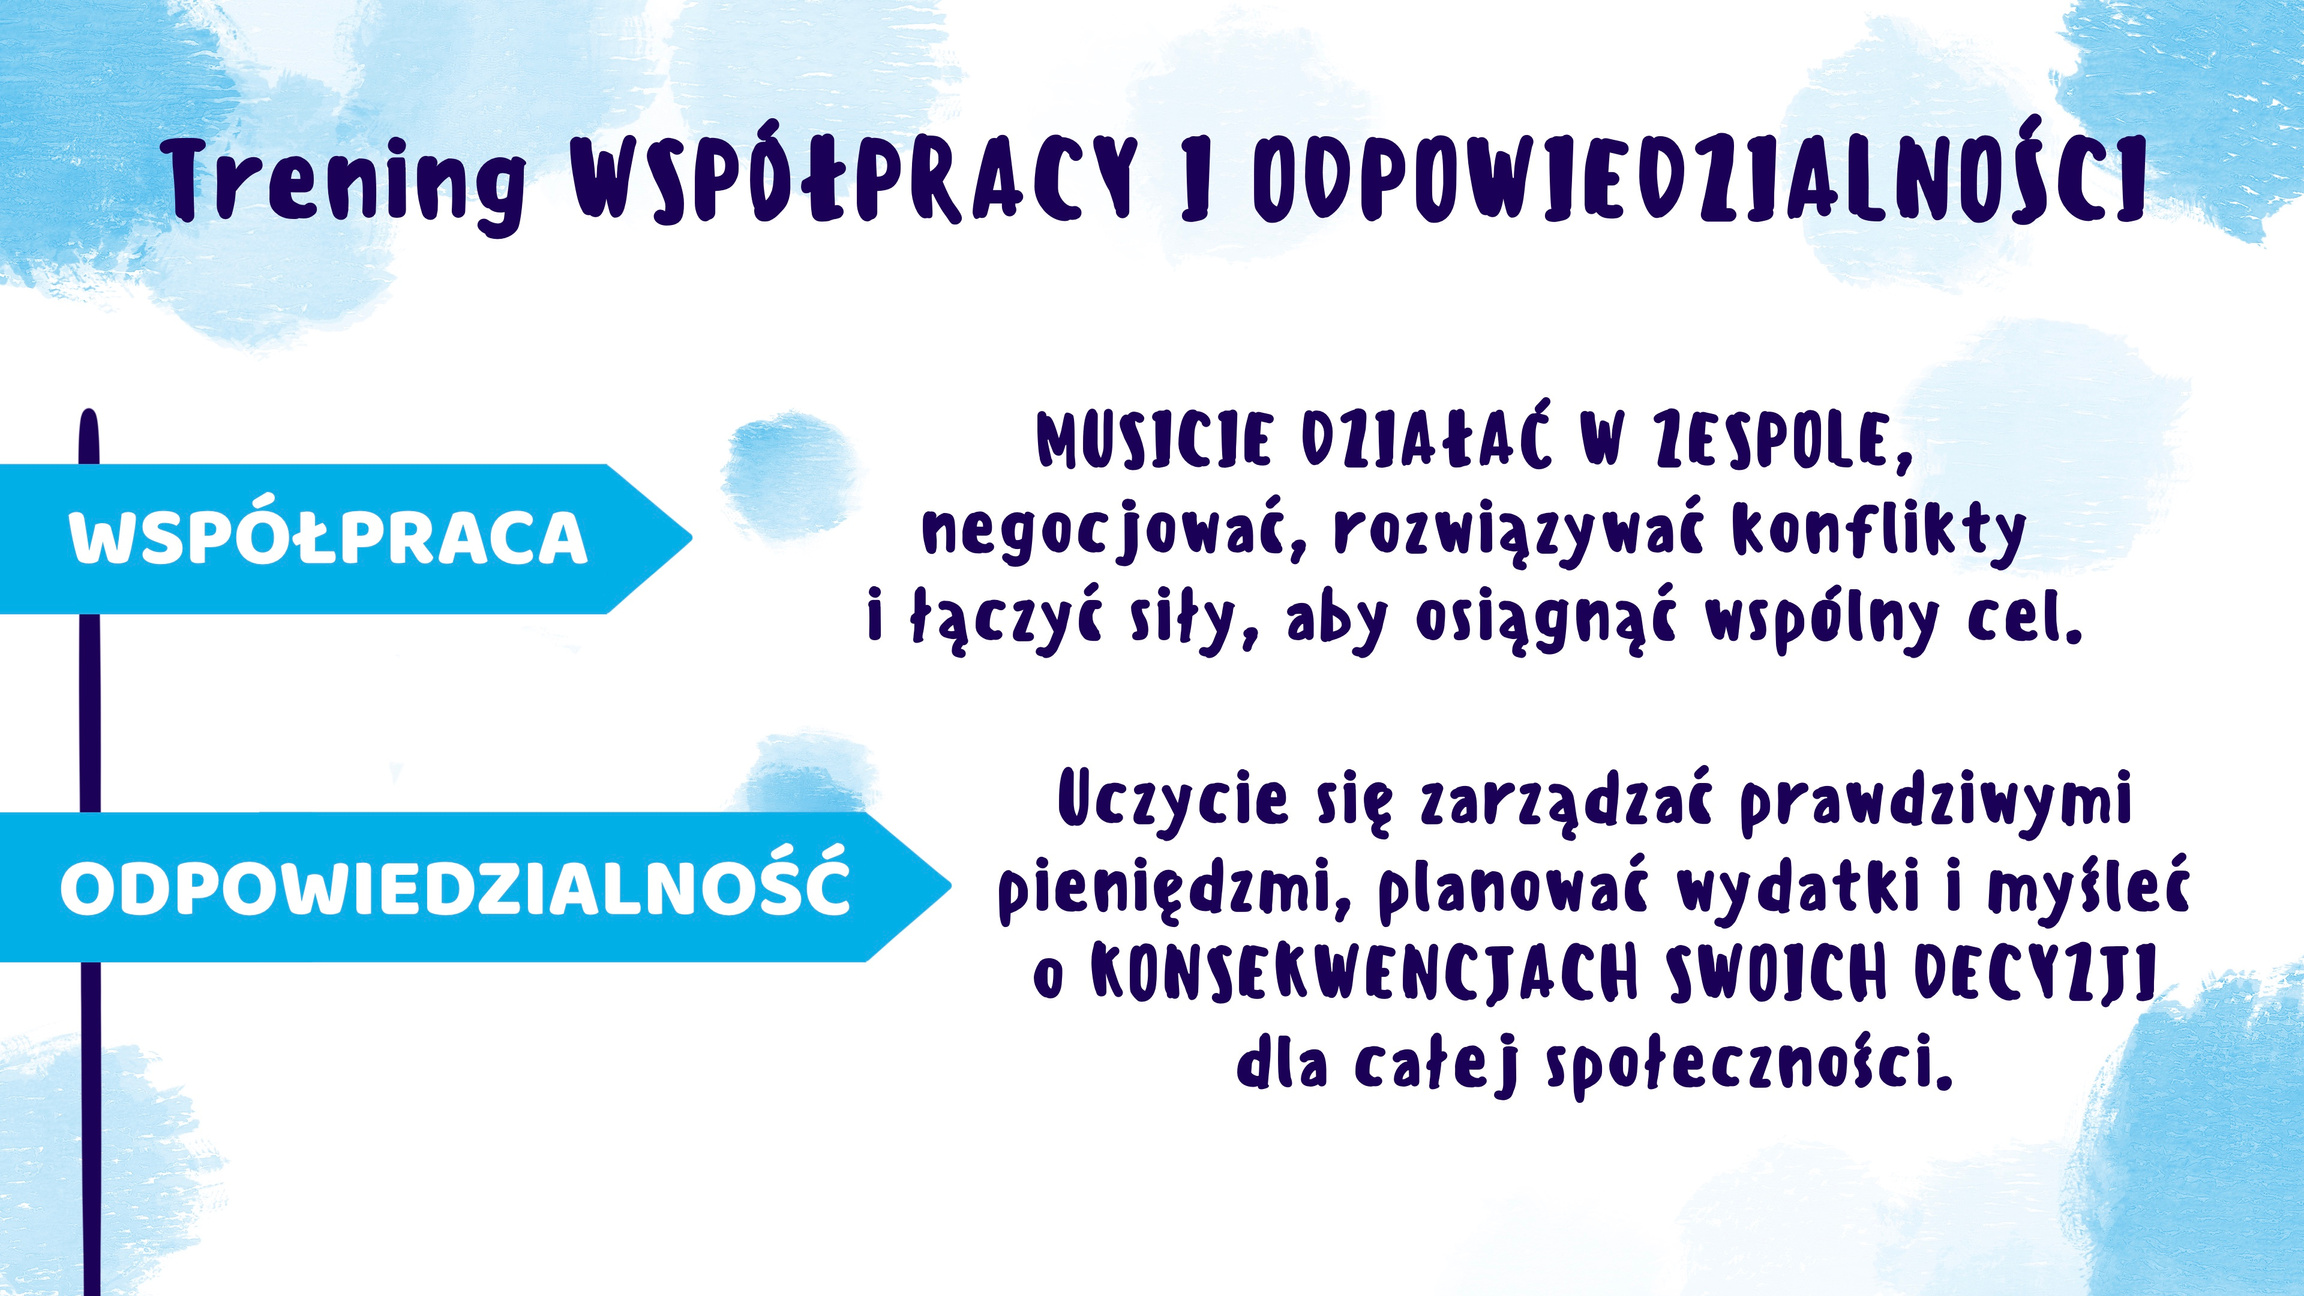 Trening WSPÓŁPRACY I ODPOWIEDZIALNOŚCI
WSPÓŁPRACA
MUSICIE DZIAŁAĆ W ZESPOLE,
negocjować, rozwiązywać konflikty
i łączyć siły, aby osiągnąć wspólny cel.
ODPOWIEDZIALNOŚĆ
Uczycie się zarządzać prawdziwymi
pieniędzmi, planować wydatki i myśleć
o KONSEKWENCJACH SWOICH DECYZJI
dla całej społeczności.